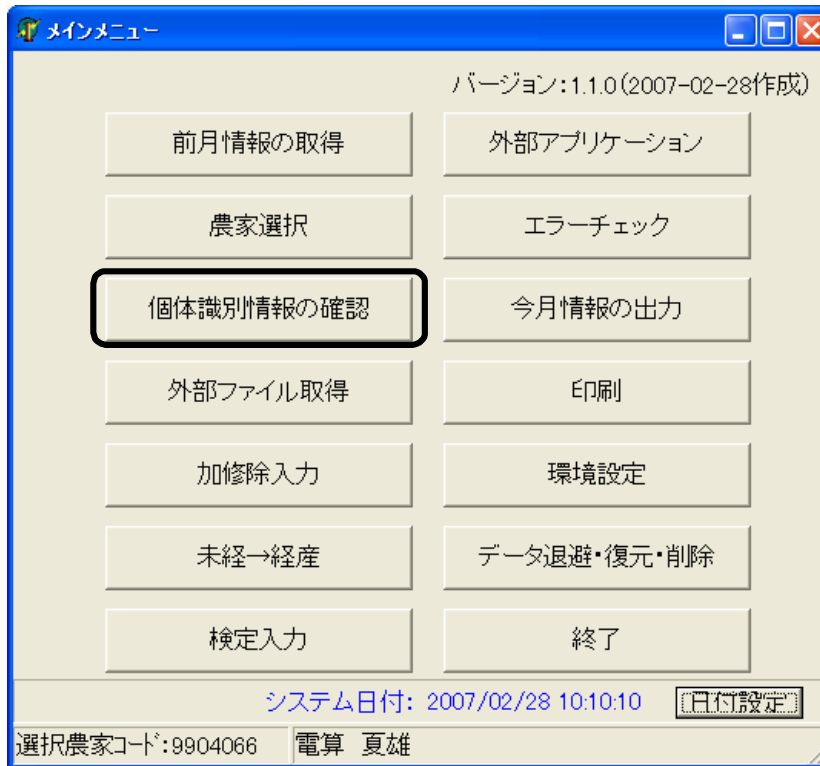 メインメニュー
バージョン:1.1.0(2007-02-28作成)
前月情報の取得
外部アプリケーション
農家選択
エラーチェック
個体識別情報の確認
今月情報の出力
外部ファイル取得
印刷
加修除入力
環境設定
未経→経産
データ退避・復元・削除
検定入力
終了
システム日付: 2007/02/28 10:10:10 日付設定
選択農家ｺｰﾄﾞ:9904066 電算 夏雄